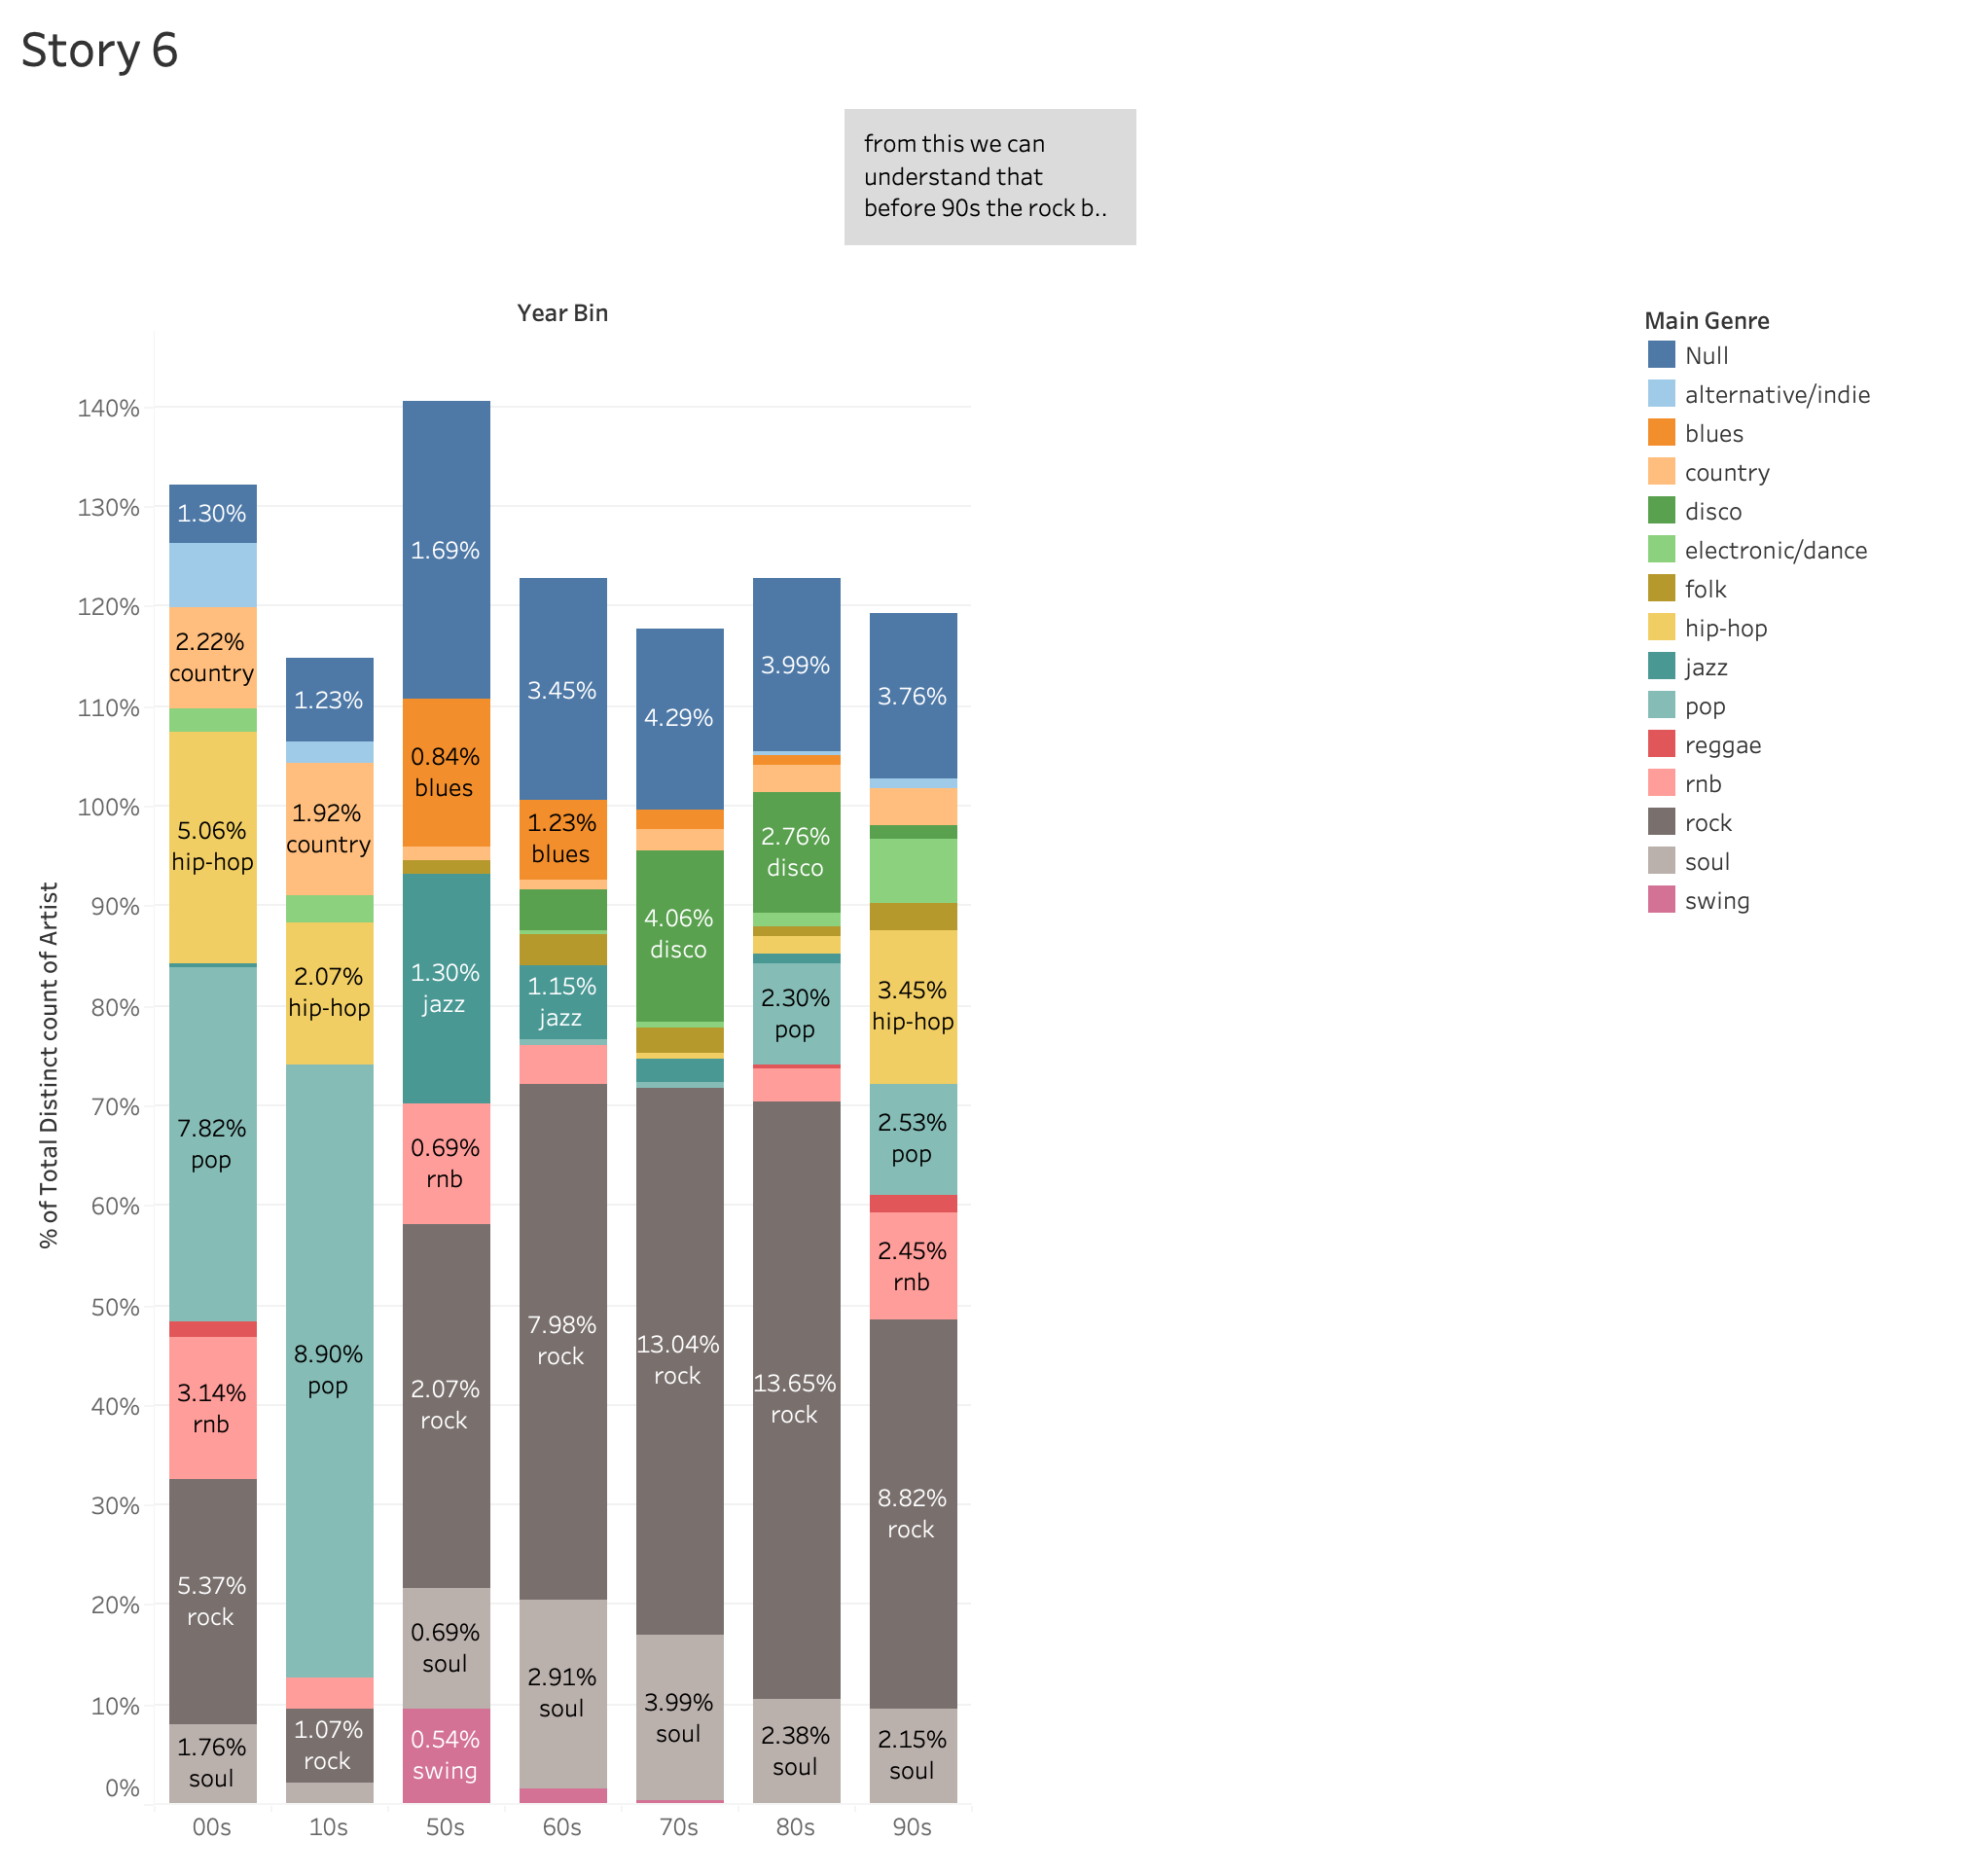 Story 6
from this we can
understand that
before 90s the rock b..
Year Bin
% of Total Distinct count of Artist
140%
130%
120%
110%
100%
90%
80%
70%
60%
50%
40%
30%
20%
10%
0%
1.30%
2.22%
country
5.06%
hip-hop
7.82%
pop
3.14%
rnb
5.37%
rock
1.76%
soul
1.23%
1.92%
country
2.07%
hip-hop
8.90%
pop
1.07%
rock
1.69%
0.84%
blues
1.30%
jazz
0.69%
rnb
2.07%
rock
0.69%
soul
0.54%
swing
3.45%
1.23%
blues
1.15%
jazz
7.98%
rock
2.91%
soul
4.29%
4.06%
disco
13.04%
rock
3.99%
soul
3.99%
2.76%
disco
2.30%
pop
13.65%
rock
2.38%
soul
3.76%
3.45%
hip-hop
2.53%
pop
2.45%
rnb
8.82%
rock
2.15%
soul
00s
10s
50s
60s
70s
80s
90s
Main Genre
Null
alternative/indie
blues
country
disco
electronic/dance
folk
hip-hop
jazz
pop
reggae
rnb
rock
soul
swing